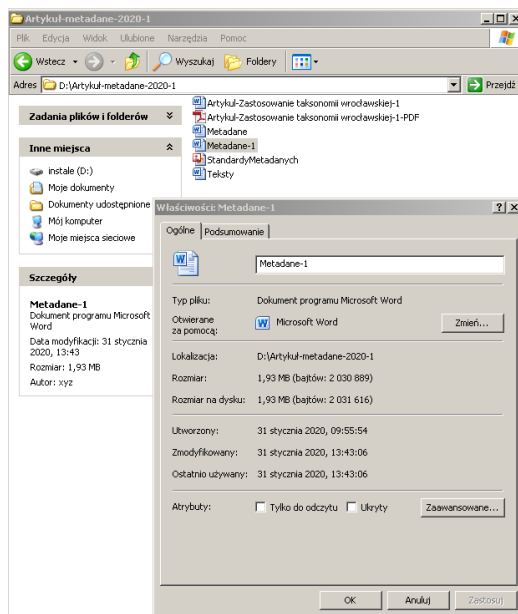 Artykuł-metadane-2020-1
Plik Edycja Widok Ulubione Narzędzia Pomoc
Wstecz Wyszukaj Foldery
Adres D:\Artykuł-metadane-2020-1 Przejdź
Zadania plików i folderów
Inne miejsca
instale (D:)
Moje dokumenty
Dokumenty udostępnione
Mój komputer
Moje miejsca sieciowe
Szczegóły
Metadane-1
Dokument programu Microsoft
Word
Data modyfikacji: 31 stycznia
2020, 13:43
Rozmiar: 1,93 MB
Autor: xyz
Artykul-Zastosowanie taksonomii wrocławskiej-1
Artykul-Zastosowanie taksonomii wrocławskiej-1-PDF
Metadane
Metadane-1
StandardyMetadanych
Teksty
Właściwości: Metadane-1
Ogólne Podsumowanie
Metadane-1
Typ pliku: Dokument programu Microsoft Word
Otwierane
za pomocą: Microsoft Word Zmień...
Lokalizacja: D:\Artykuł-metadane-2020-1
Rozmiar: 1,93 MB (bajtów: 2 030 889)
Rozmiar na dysku: 1,93 MB (bajtów: 2 031 616)
Utworzony: 31 stycznia 2020, 09:55:54
Zmodyfikowany: 31 stycznia 2020, 13:43:06
Ostatnio używany: 31 stycznia 2020, 13:43:06
Atrybuty: Tylko do odczytu Ukryty Zaawansowane...
OK Anuluj Zastosuj